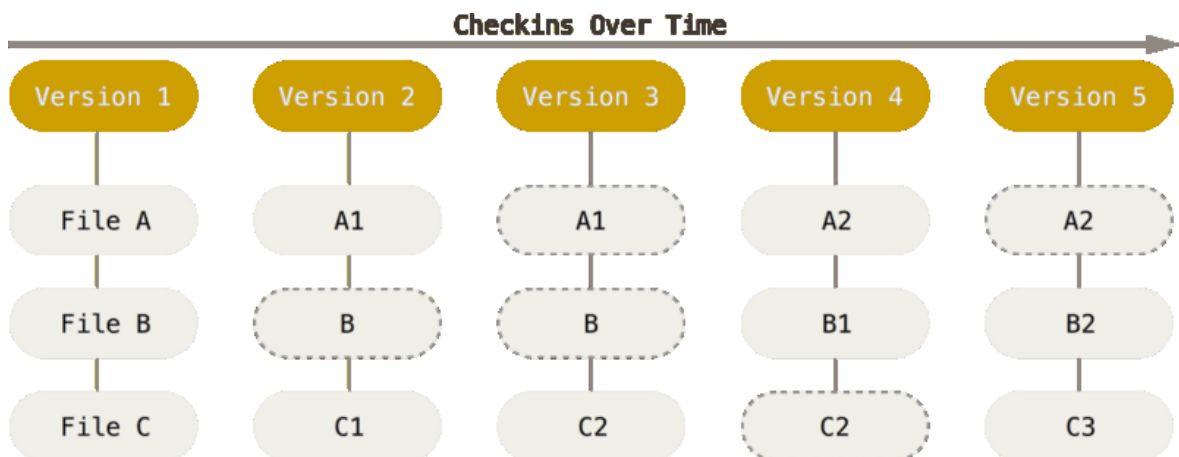 Checkins Over Time
Version 1 Version 2 Version 3 Version 4 Version 5
File A A1 A1 A2 A2
File B B B B1 B2
File C C1 C2 C2 C3